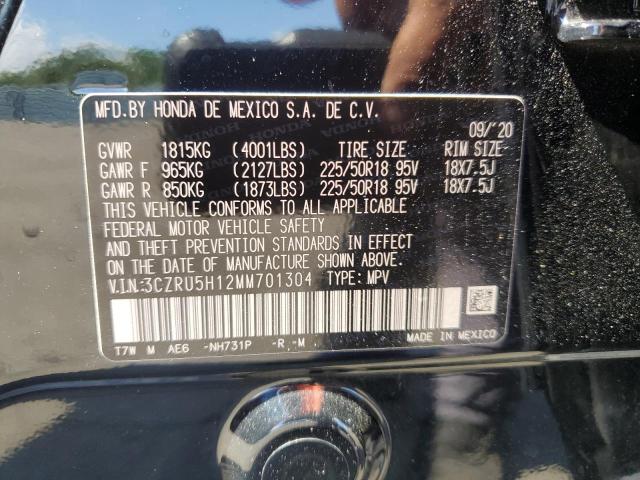 MFD.BY HONDA DE MEXICO S.A. DE C.V.
09/'20
GVWR 1815KG (4001LBS) TIRE SIZE RIM SIZE
GAWR F 965KG (2127LBS) 225/50R18 95V 18X7.5J
GAWR R 850KG (1873LBS) 225/50R18 95V 18X7.5J
THIS VEHICLE CONFORMS TO ALL APPLICABLE
FEDERAL MOTOR VEHICLE SAFETY
AND THEFT PREVENTION STANDARDS IN EFFECT
ON THE DATE OF MANUFACTURE SHOWN ABOVE.
V.I.N:3CZRU5H12MM701304 TYPE: MPV
T7W M AE6 -NH731P -R -M MADE IN MEXICO